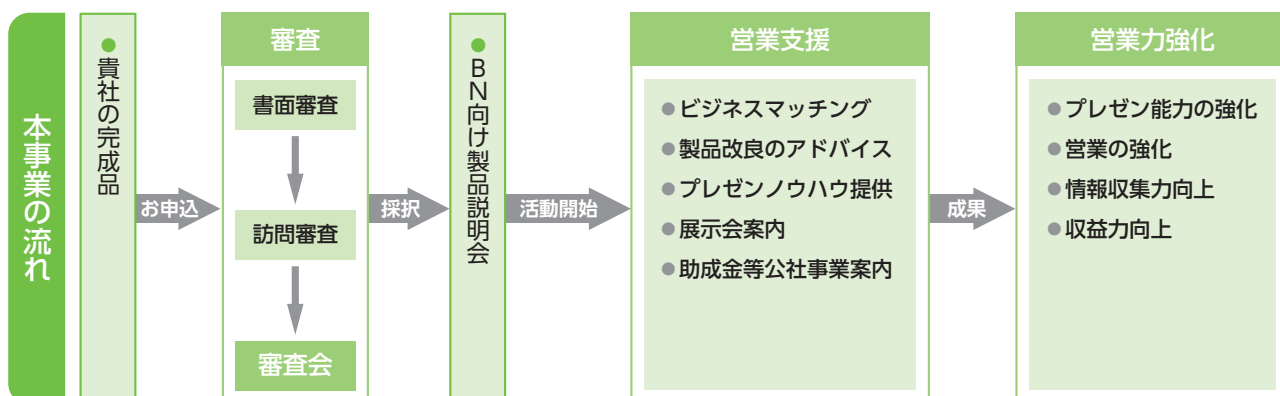 本事業の流れ
●貴社の完成品
お申込
審査
書面審査
訪問審査
審査会
採択
●BN向け製品説明会
活動開始
営業支援
●ビジネスマッチング
●製品改良のアドバイス
●プレゼンノウハウ提供
●展示会案内
●助成金等公社事業案内
成果
営業力強化
●プレゼン能力の強化
●営業の強化
●情報収集力向上
●収益力向上